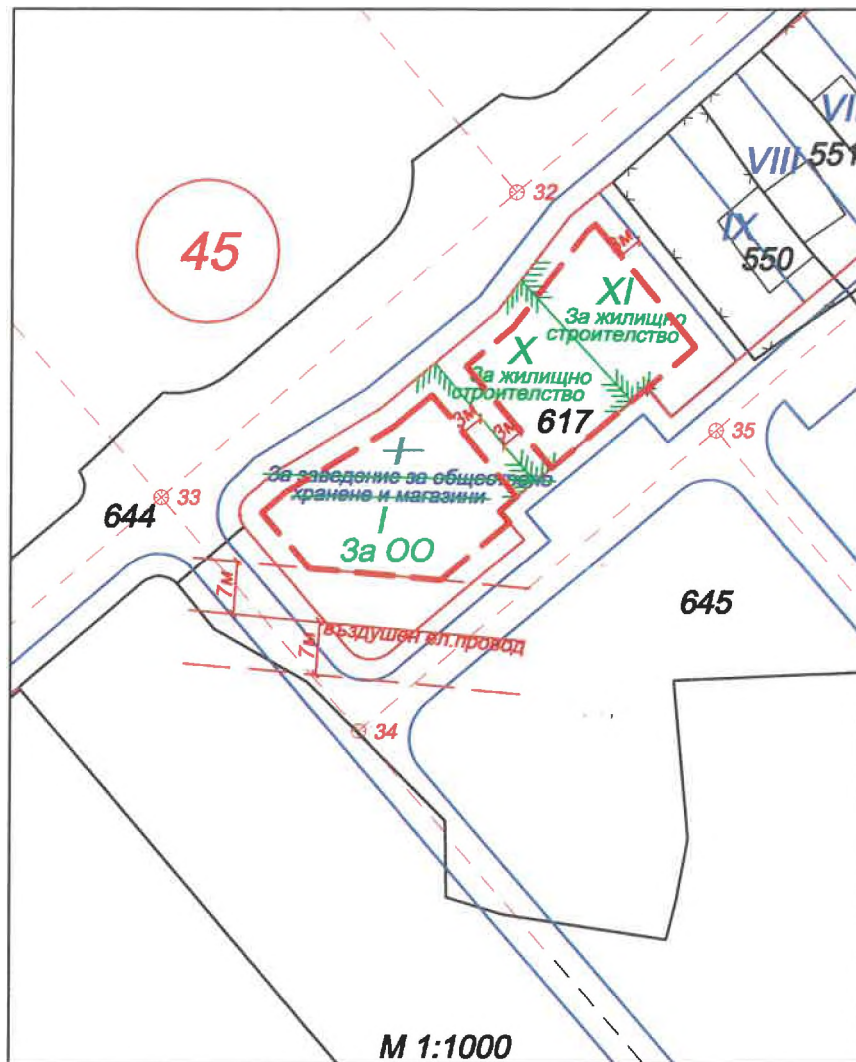 VIII
551
32
45
IX
550
3м
XI
За жилищно
строителство
X
За жилищно
строителство
617
35
3м
3м
I
За заведение за обществено
хранене и магазини
I
За ОО
33
644
7м
645
7м
въздушен ел.провод
34
М 1:1000